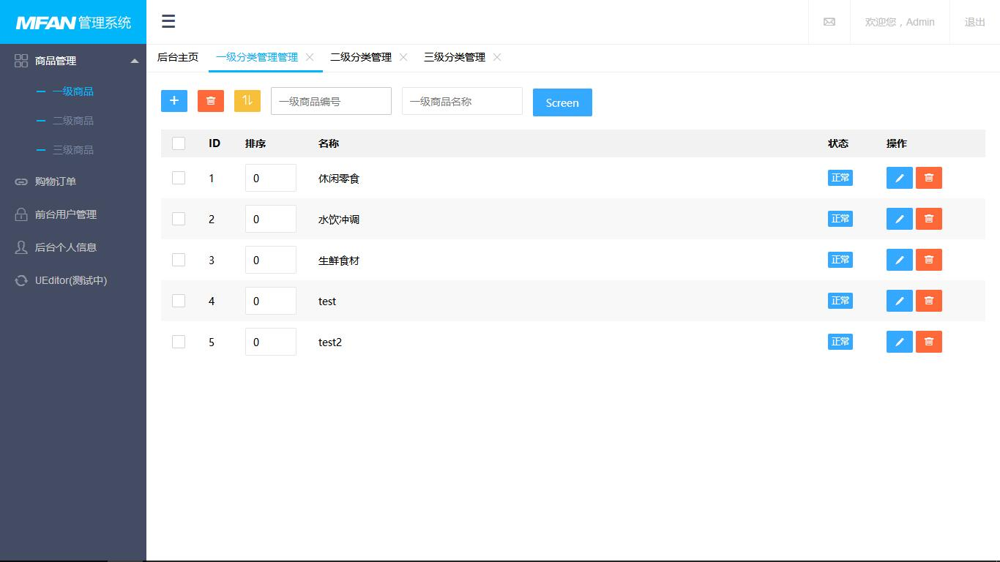 MFAN管理系统
欢迎您，Admin
退出
商品管理
一级商品
二级商品
三级商品
购物订单
前台用户管理
后台个人信息
UEditor(测试中)
后台主页 一级分类管理管理 二级分类管理 三级分类管理
一级商品编号 一级商品名称 Screen
ID 排序 名称 状态 操作
1 0 休闲零食 正常
2 0 水饮冲调 正常
3 0 生鲜食材 正常
4 0 test 正常
5 0 test2 正常